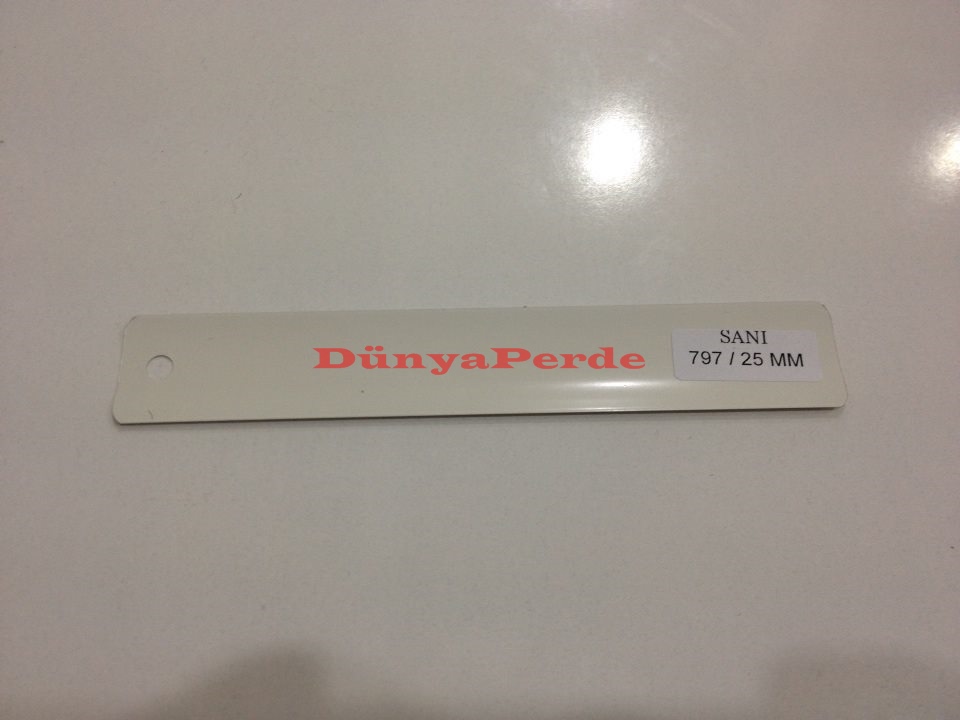 SANI
DünyaPerde
797 / 25 MM